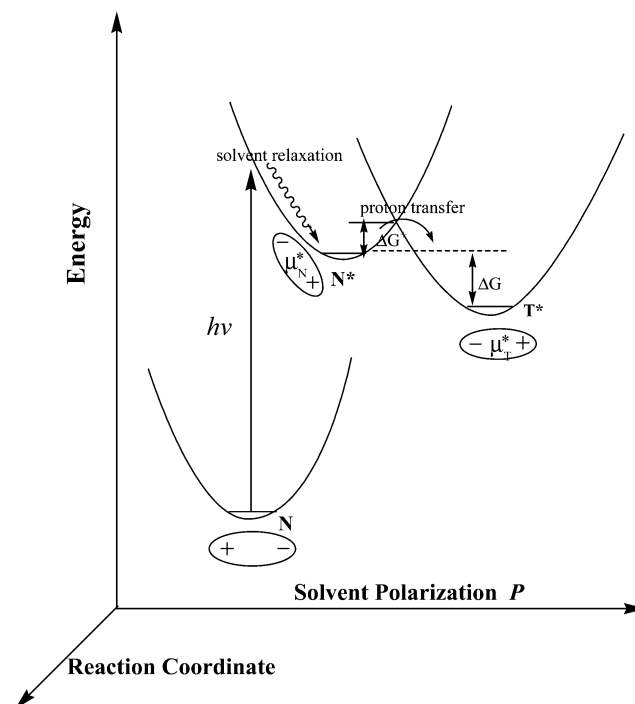 Energy
solvent relaxation
proton transfer
ΔG
N*
− μ*N +
ΔG
T*
− μ*T +
hν
N
+ −
Solvent Polarization P
Reaction Coordinate